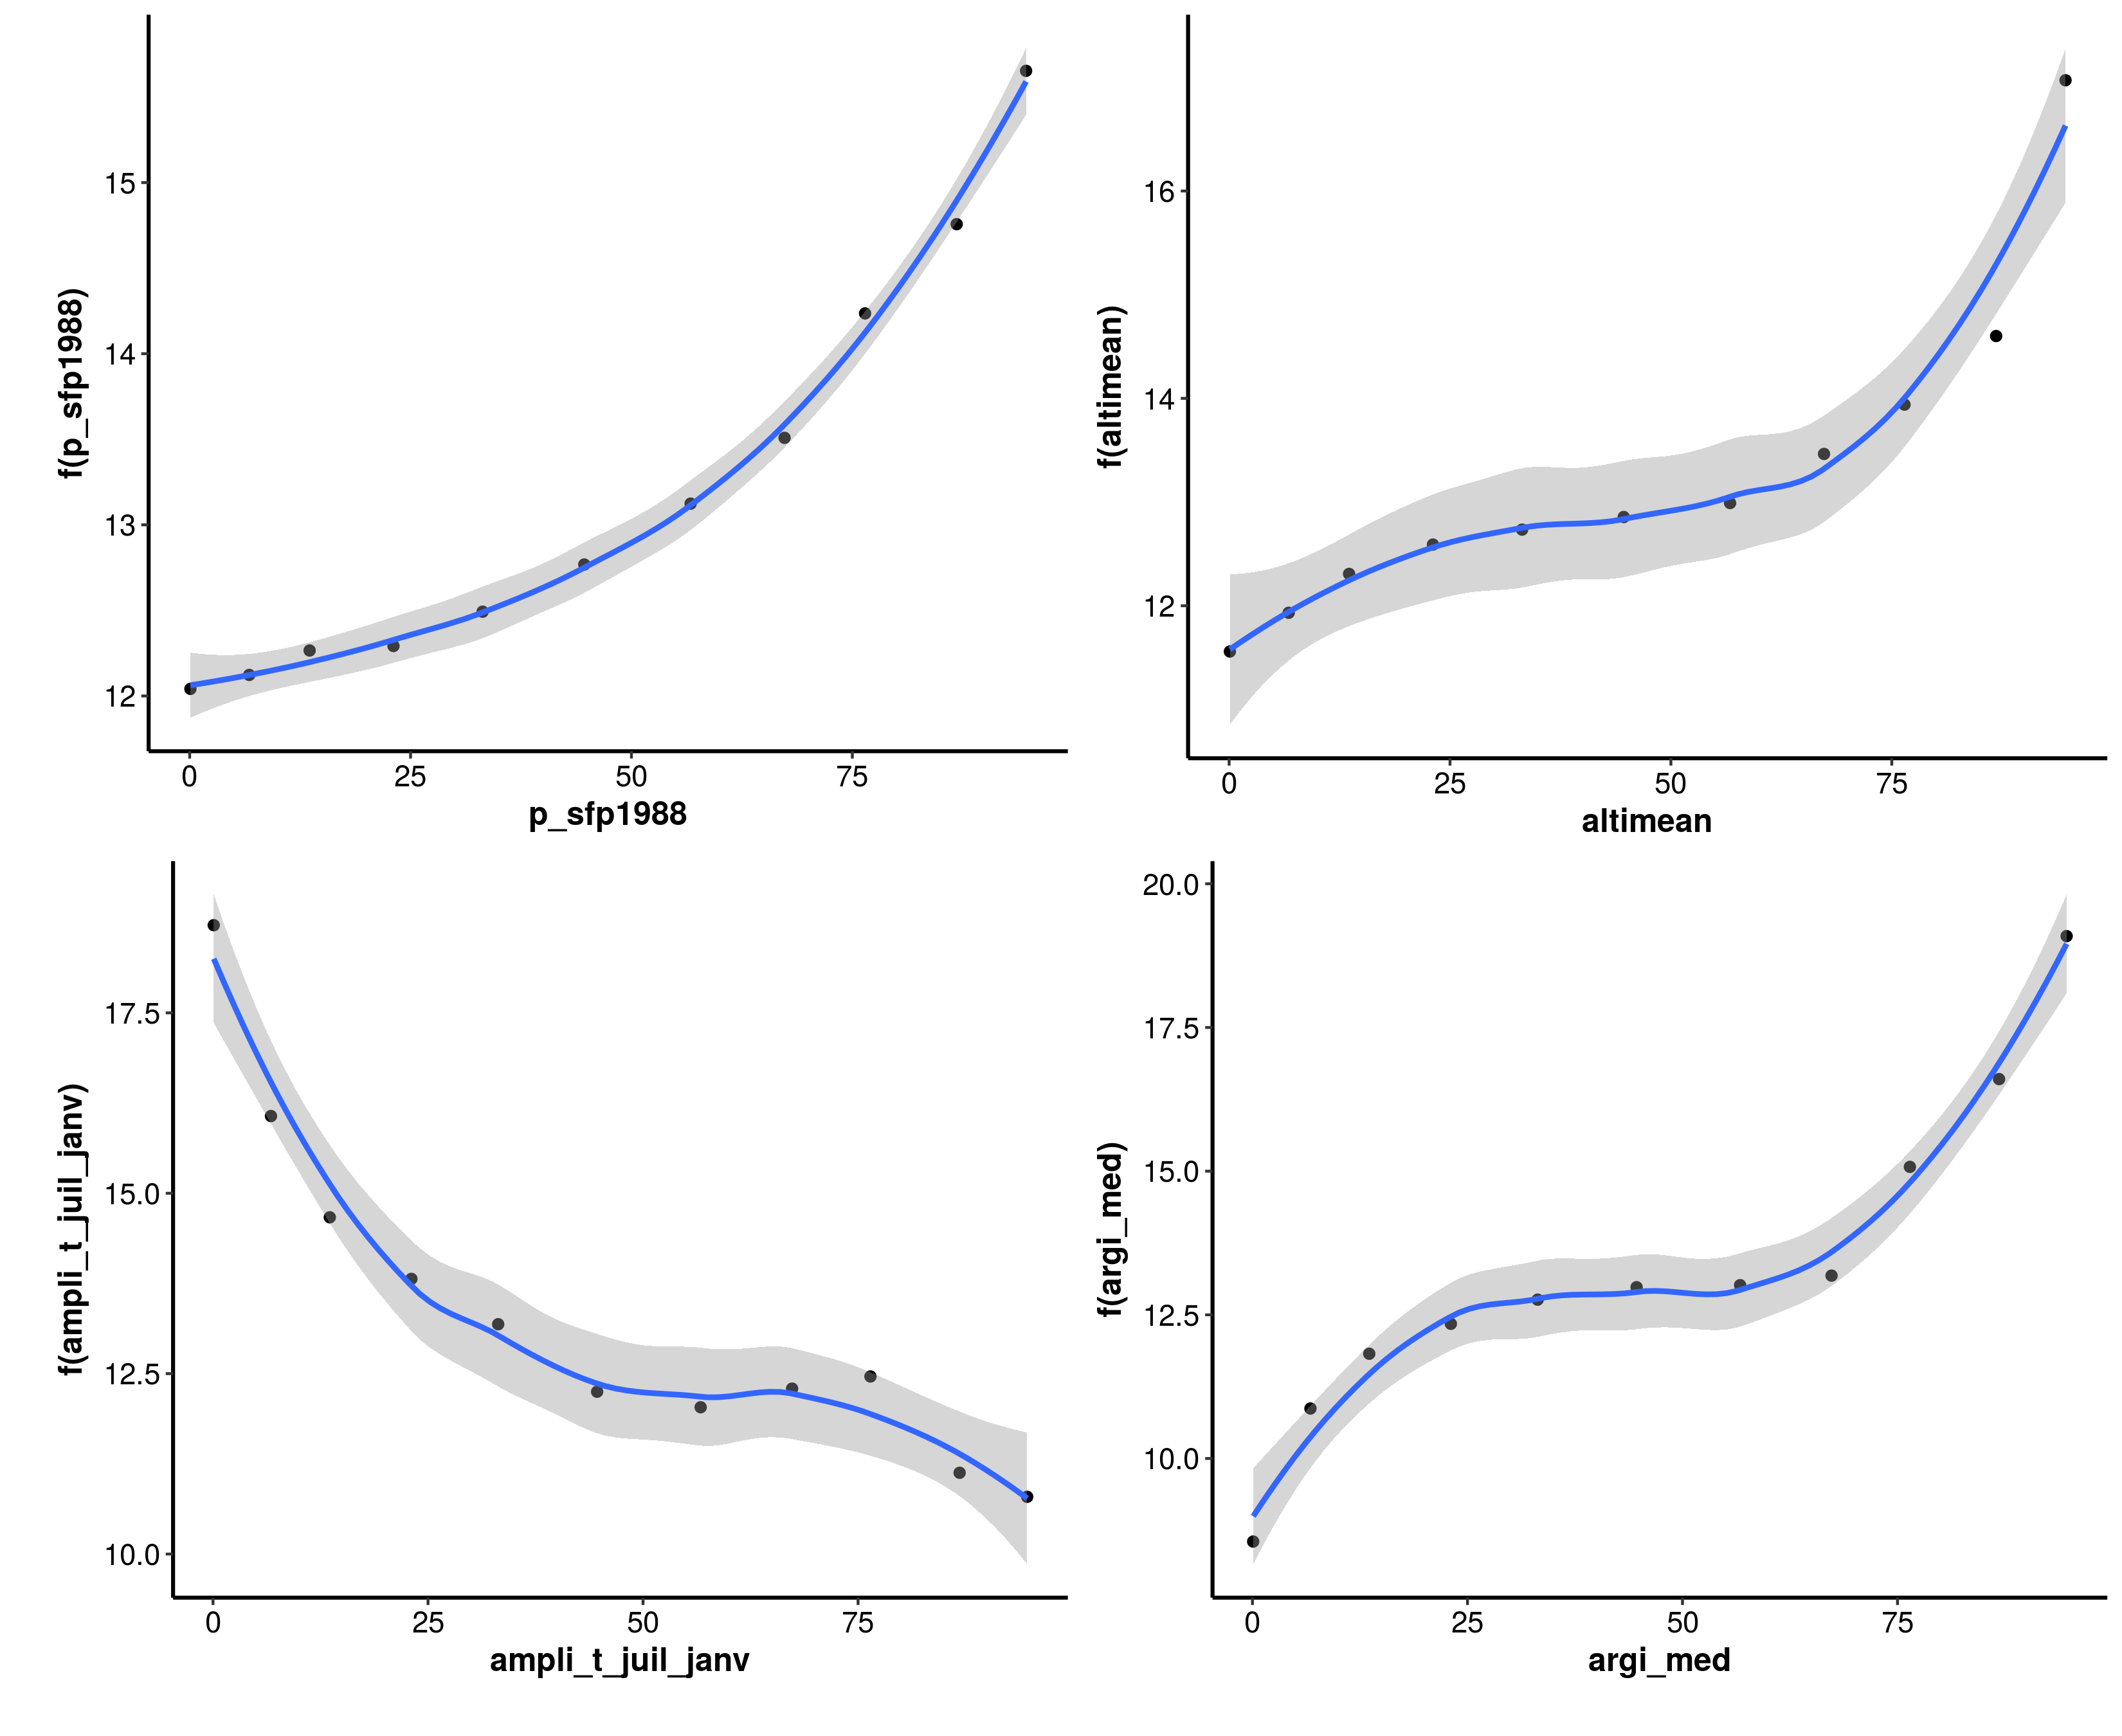 f(p_sfp1988)
15
14
13
12
0 25 50 75
p_sfp1988
f(altimean)
16
14
12
0 25 50 75
altimean
f(ampli_t_juil_janv)
17.5
15.0
12.5
10.0
0 25 50 75
ampli_t_juil_janv
f(argi_med)
20.0
17.5
15.0
12.5
10.0
0 25 50 75
argi_med